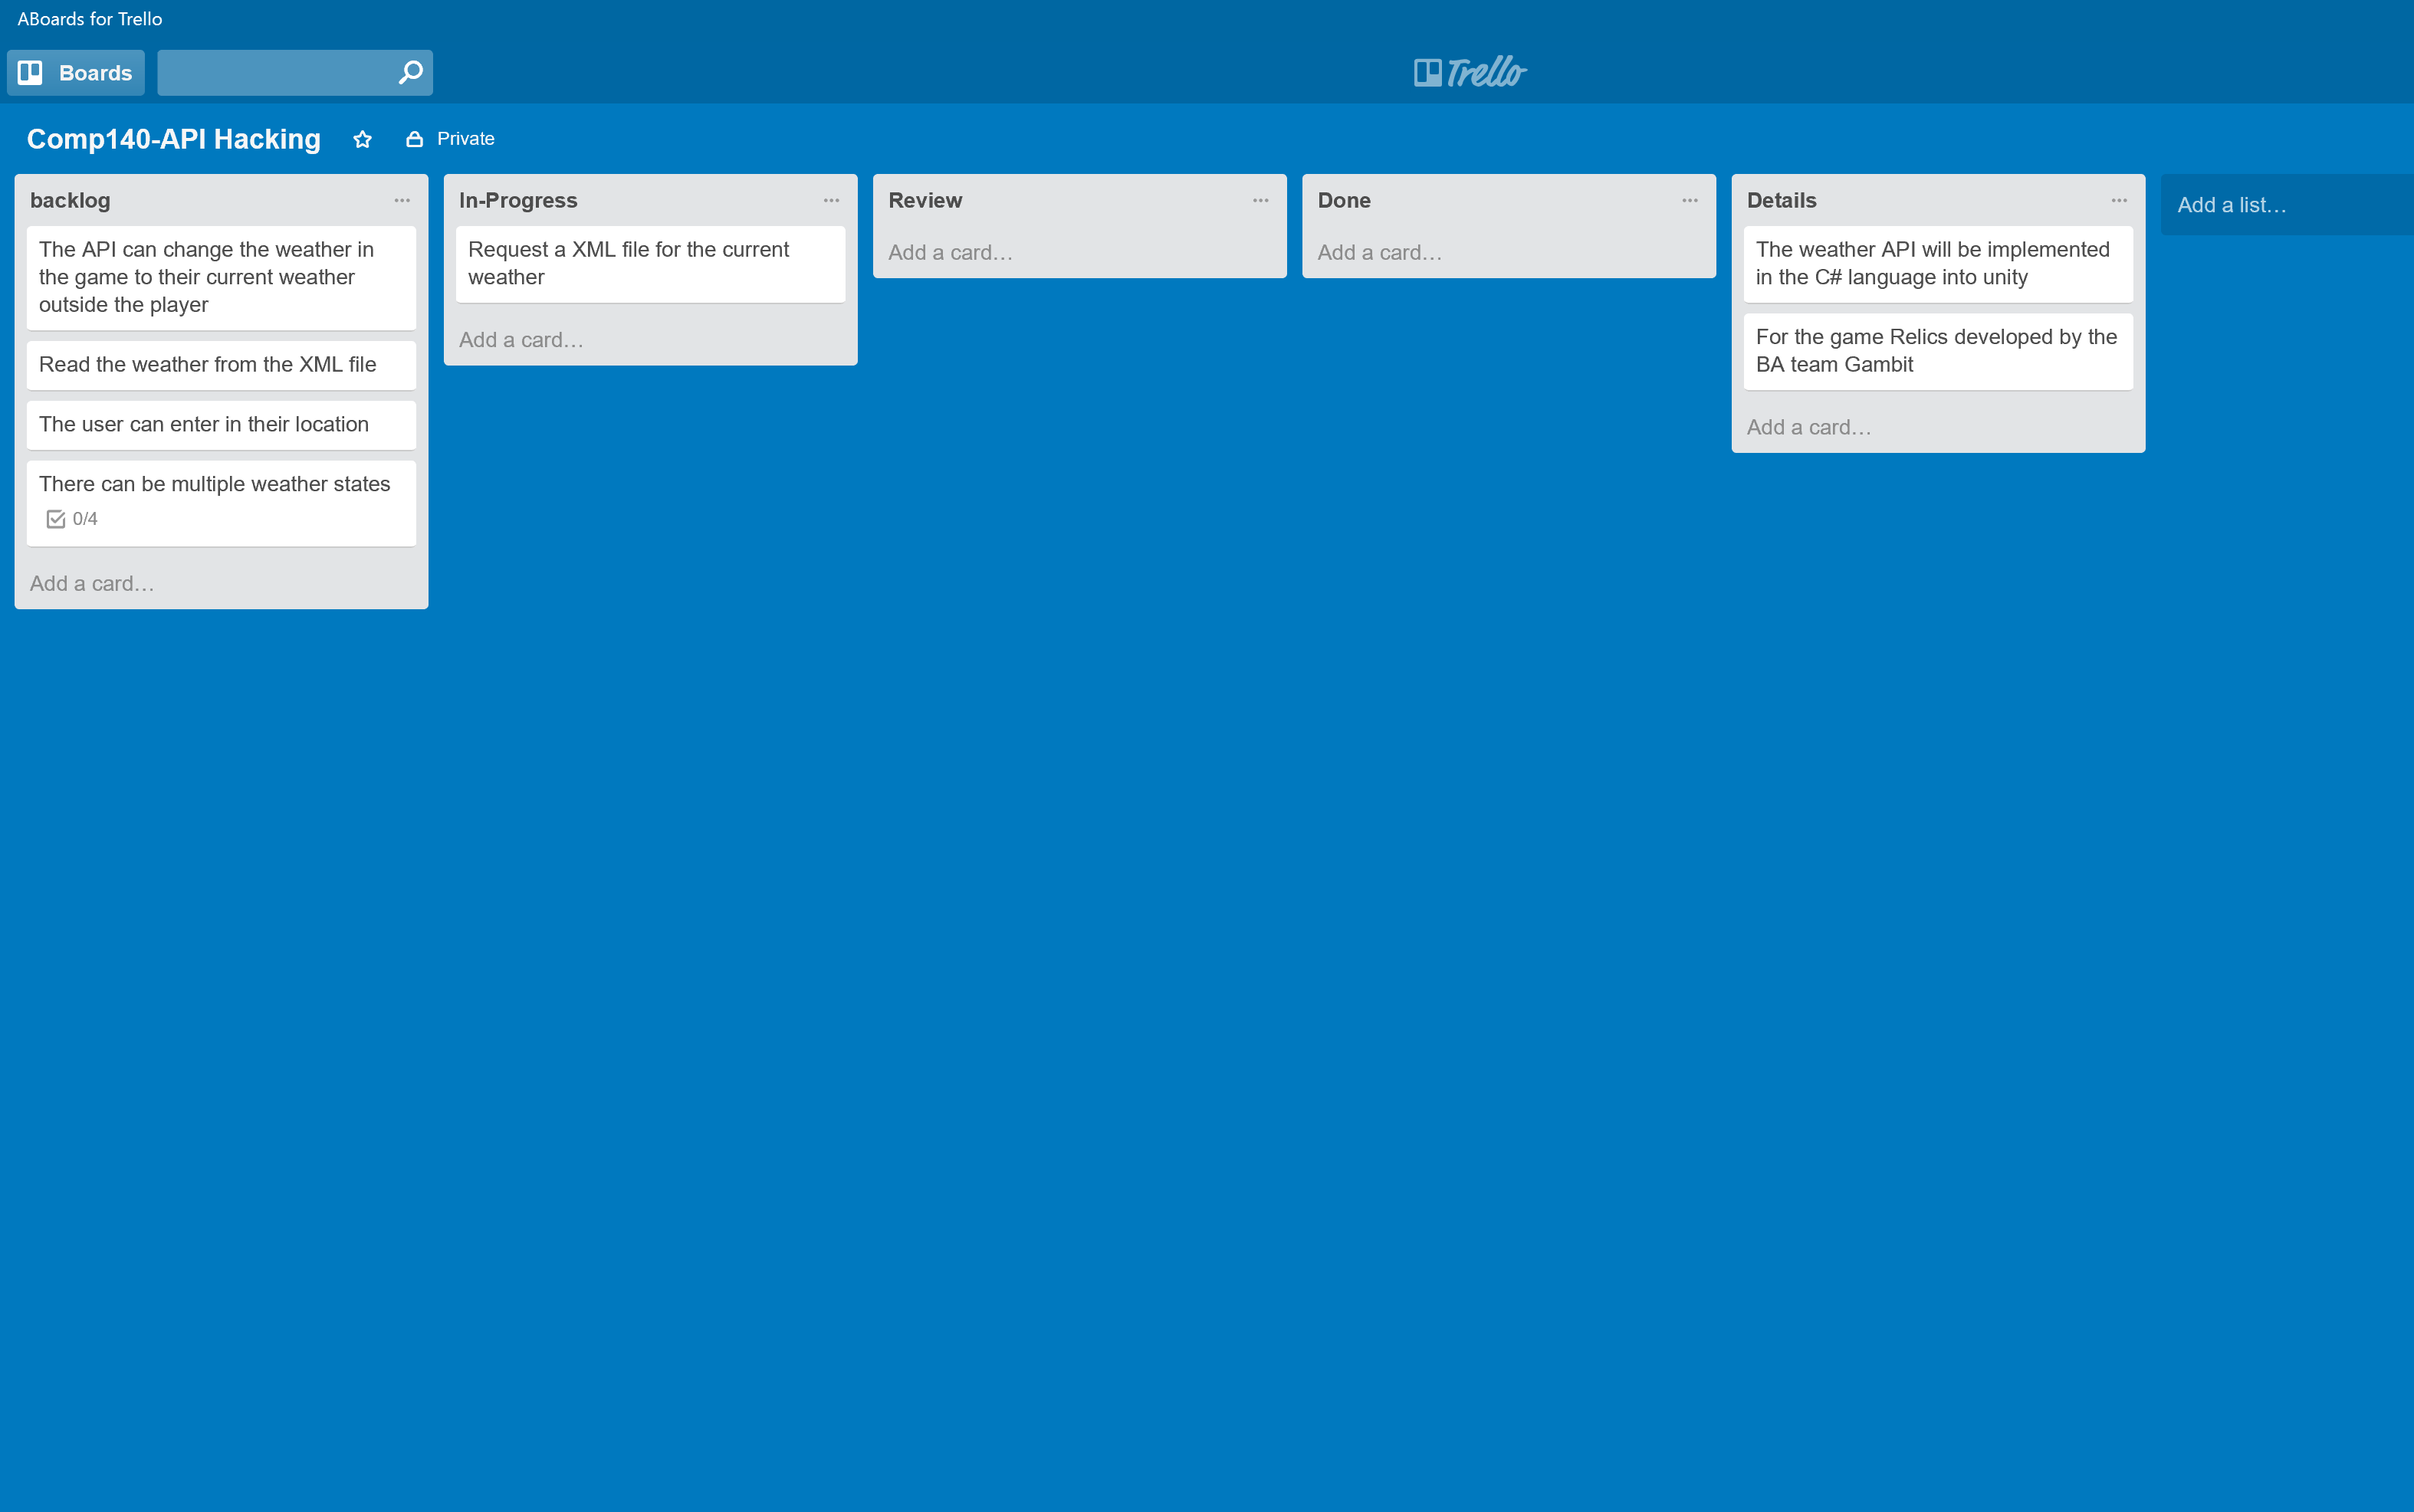 ABoards for Trello
Boards
Trello
Comp140-API Hacking
Private
backlog
The API can change the weather in
the game to their current weather
outside the player
Read the weather from the XML file
The user can enter in their location
There can be multiple weather states
0/4
Add a card…
In-Progress
Request a XML file for the current
weather
Add a card…
Review
Add a card…
Done
Add a card…
Details
The weather API will be implemented
in the C# language into unity
For the game Relics developed by the
BA team Gambit
Add a card…
Add a list…